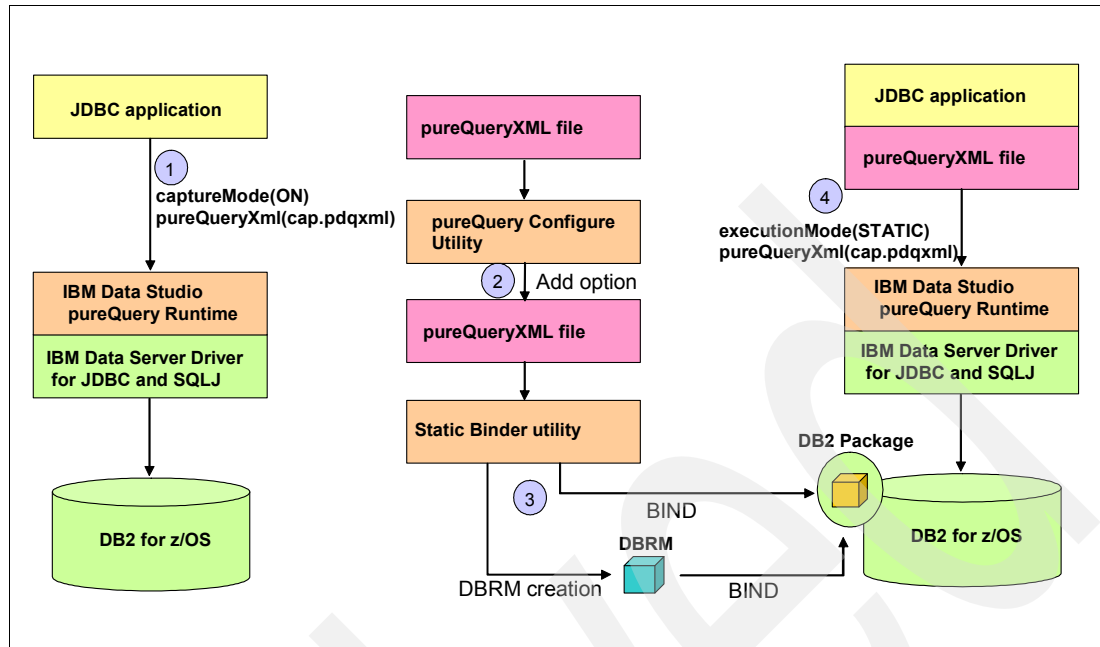 JDBC application
1
captureMode(ON)
pureQueryXml(cap.pdqxml)
IBM Data Studio
pureQuery Runtime
IBM Data Server Driver
for JDBC and SQLJ
DB2 for z/OS
pureQueryXML file
pureQuery Configure
Utility
2
Add option
pureQueryXML file
Static Binder utility
3
BIND
DBRM
DBRM creation
BIND
JDBC application
pureQueryXML file
4
executionMode(STATIC)
pureQueryXml(cap.pdqxml)
IBM Data Studio
pureQuery Runtime
IBM Data Server Driver
for JDBC and SQLJ
DB2 Package
DB2 for z/OS